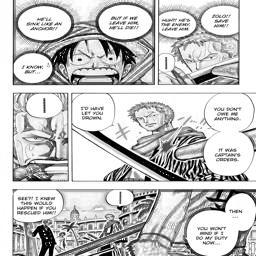 ZOLO!!
SAVE
HIM!!
HUH?! HE'S
THE ENEMY,
LEAVE
HIM.
BUT IF WE
LEAVE HIM,
HE'LL DIE!!
HE'LL
SINK LIKE
AN
ANCHOR!!
I KNOW,
BUT...
YOU DON'T
OWE ME
ANYTHING.
IT WAS
CAPTAIN'S
ORDERS.
I'D HAVE
LET YOU
DROWN.
!
THEN
...
YOU WON'T
MIND IF I
DO MY DUTY
NOW...
!
SEE?! I KNEW
THIS WOULD
HAPPEN IF YOU
RESCUED HIM!!